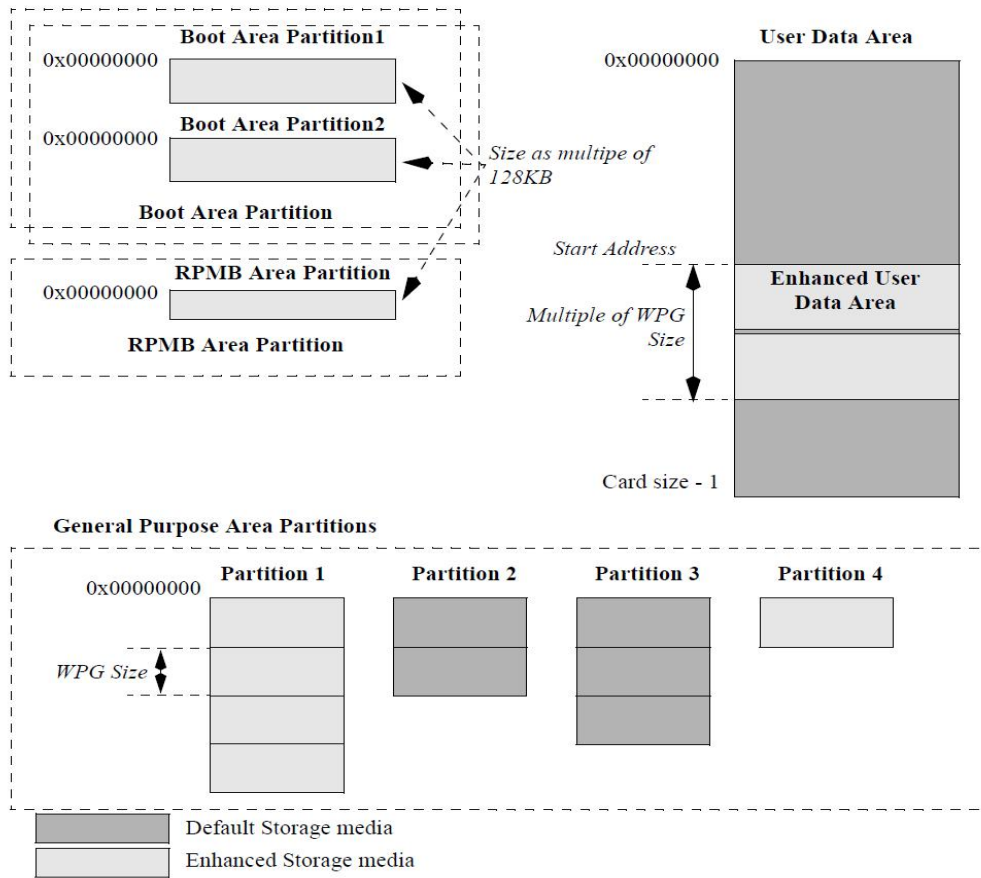 Boot Area Partition1
0x00000000
Boot Area Partition2
0x00000000
Size as multipe of
128KB
Boot Area Partition
RPMB Area Partition
0x00000000
RPMB Area Partition
User Data Area
0x00000000
Start Address
Enhanced User
Data Area
Multiple of WPG
Size
Card size - 1
General Purpose Area Partitions
0x00000000
Partition 1
Partition 2
Partition 3
Partition 4
WPG Size
Default Storage media
Enhanced Storage media